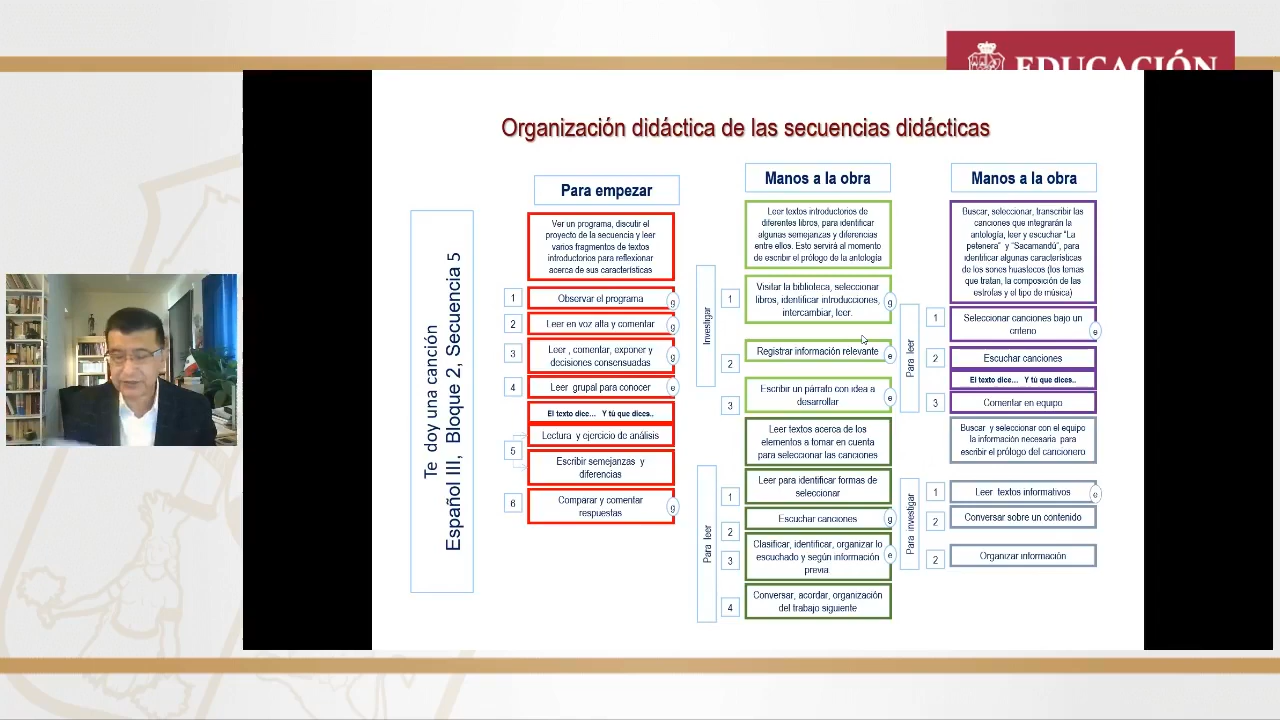 EDUCACIÓN
Organización didáctica de las secuencias didácticas
Te doy una canción
Español III, Bloque 2, Secuencia 5
Para empezar
Ver un programa, discutir el
proyecto de la secuencia y leer
varios fragmentos de textos
introductorios para reflexionar
acerca de sus características
1
Observar el programa
g
2
Leer en voz alta y comentar
g
3
Leer , comentar, exponer y
decisiones consensuadas
g
4
Leer grupal para conocer
e
El texto dice... Y tú que dices..
5
Lectura y ejercicio de análisis
Escribir semejanzas y
diferencias
6
Comparar y comentar
respuestas
g
Manos a la obra
Leer textos introductorios de
diferentes libros, para identificar
algunas semejanzas y diferencias
entre ellos. Esto servirá al momento
de escribir el prólogo de la antología
Investigar
1
Visitar la biblioteca, seleccionar
libros, identificar introducciones,
intercambiar, leer.
g
2
Registrar información relevante
e
3
Escribir un párrato con idea a
desarrollar
e
Leer textos acerca de los
elementos a tomar en cuenta
para seleccionar las canciones
Para leer
1
Leer para identificar formas de
seleccionar
2
Escuchar canciones
g
3
Clasificar, identificar, organizar lo
escuchado y según información
previa
e
4
Conversar, acordar, organización
del trabajo siguiente
Manos a la obra
Buscar, seleccionar, transcribir las
canciones que integrarán la
antología, leer y escuchar “La
petenera” y “Sacamandú”, para
identificar algunas características
de los sones huastecos (los temas
que tratan, la composición de las
estrofas y el tipo de música)
Para leer
1
Seleccionar canciones bajo un
criterio
e
2
Escuchar canciones
El texto dice... Y tú que dices..
3
Comentar en equipo
Buscar y seleccionar con el equipo
la información necesaria para
escribir el prólogo del cancionero
Para investigar
1
Leer textos informativos
e
2
Conversar sobre un contenido
2
Organizar información